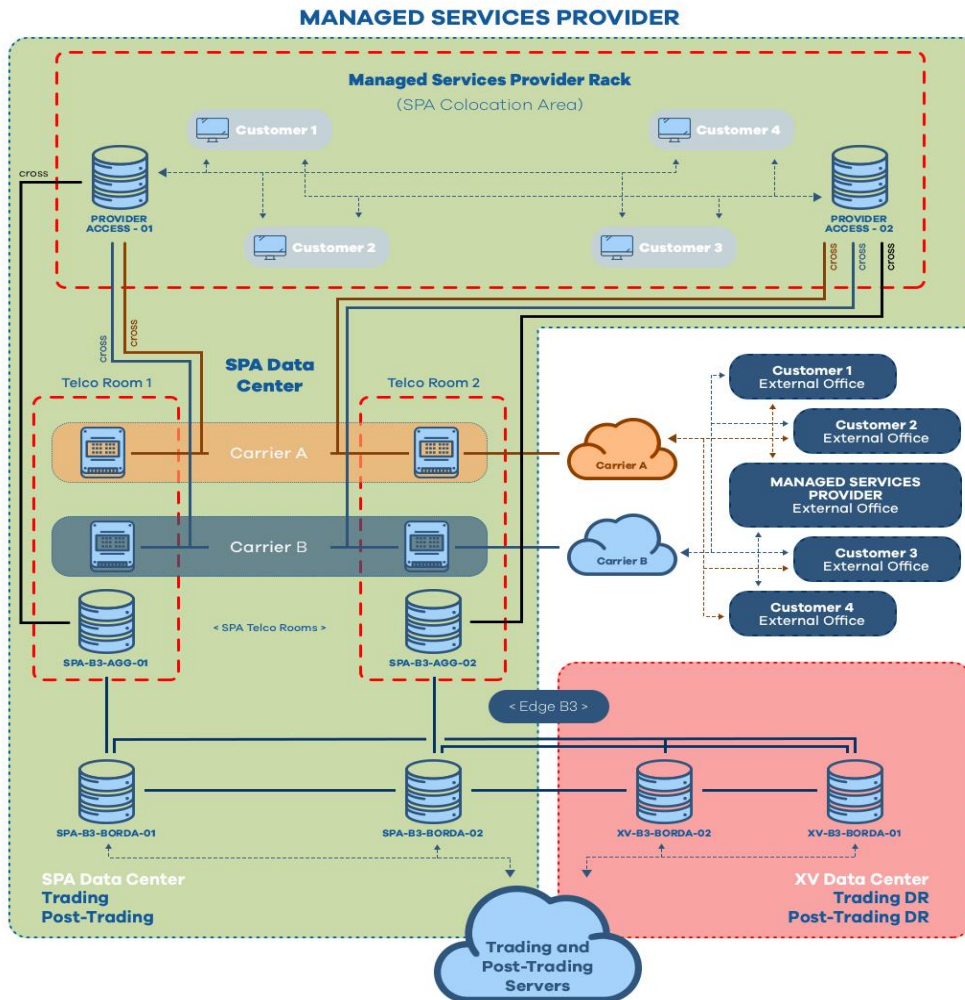 MANAGED SERVICES PROVIDER
Managed Services Provider Rack
(SPA Colocation Area)
Customer 1
Customer 4
cross
PROVIDER
ACCESS - 01
PROVIDER
ACCESS - 02
Customer 2
Customer 3
cross
cross
cross
cross
cross
SPA Data
Center
Telco Room 1
Telco Room 2
Carrier A
Carrier B
Carrier A
Carrier B
Customer 1
External Office
Customer 2
External Office
MANAGED SERVICES
PROVIDER
External Office
Customer 3
External Office
Customer 4
External Office
< SPA Telco Rooms >
SPA-B3-AGG-01
SPA-B3-AGG-02
< Edge B3 >
SPA-B3-BORDA-01
SPA-B3-BORDA-02
XV-B3-BORDA-02
XV-B3-BORDA-01
SPA Data Center
Trading
Post-Trading
XV Data Center
Trading DR
Post-Trading DR
Trading and
Post-Trading
Servers